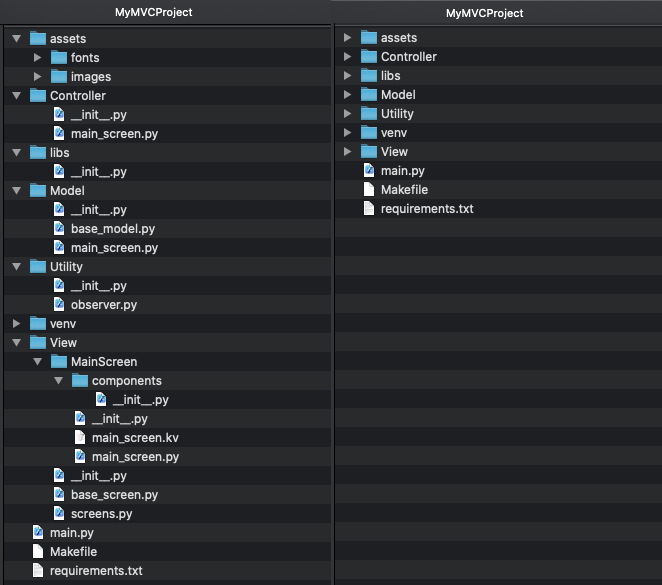 MyMVCProject
assets
fonts
images
Controller
__init__.py
main_screen.py
libs
__init__.py
Model
__init__.py
base_model.py
main_screen.py
Utility
__init__.py
observer.py
venv
View
MainScreen
components
__init__.py
__init__.py
main_screen.kv
main_screen.py
__init__.py
base_screen.py
screens.py
main.py
Makefile
requirements.txt
MyMVCProject
assets
Controller
libs
Model
Utility
venv
View
main.py
Makefile
requirements.txt